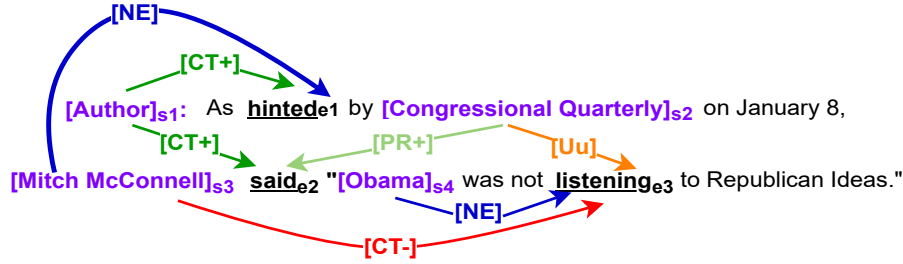 [NE]
[CT+]
[Author]s1: As hintede1 by [Congressional Quarterly]s2 on January 8,
[CT+] [PR+] [Uu]
[Mitch McConnell]s3 saide2 "[Obama]s4 was not listeninge3 to Republican Ideas."
[NE]
[CT-]